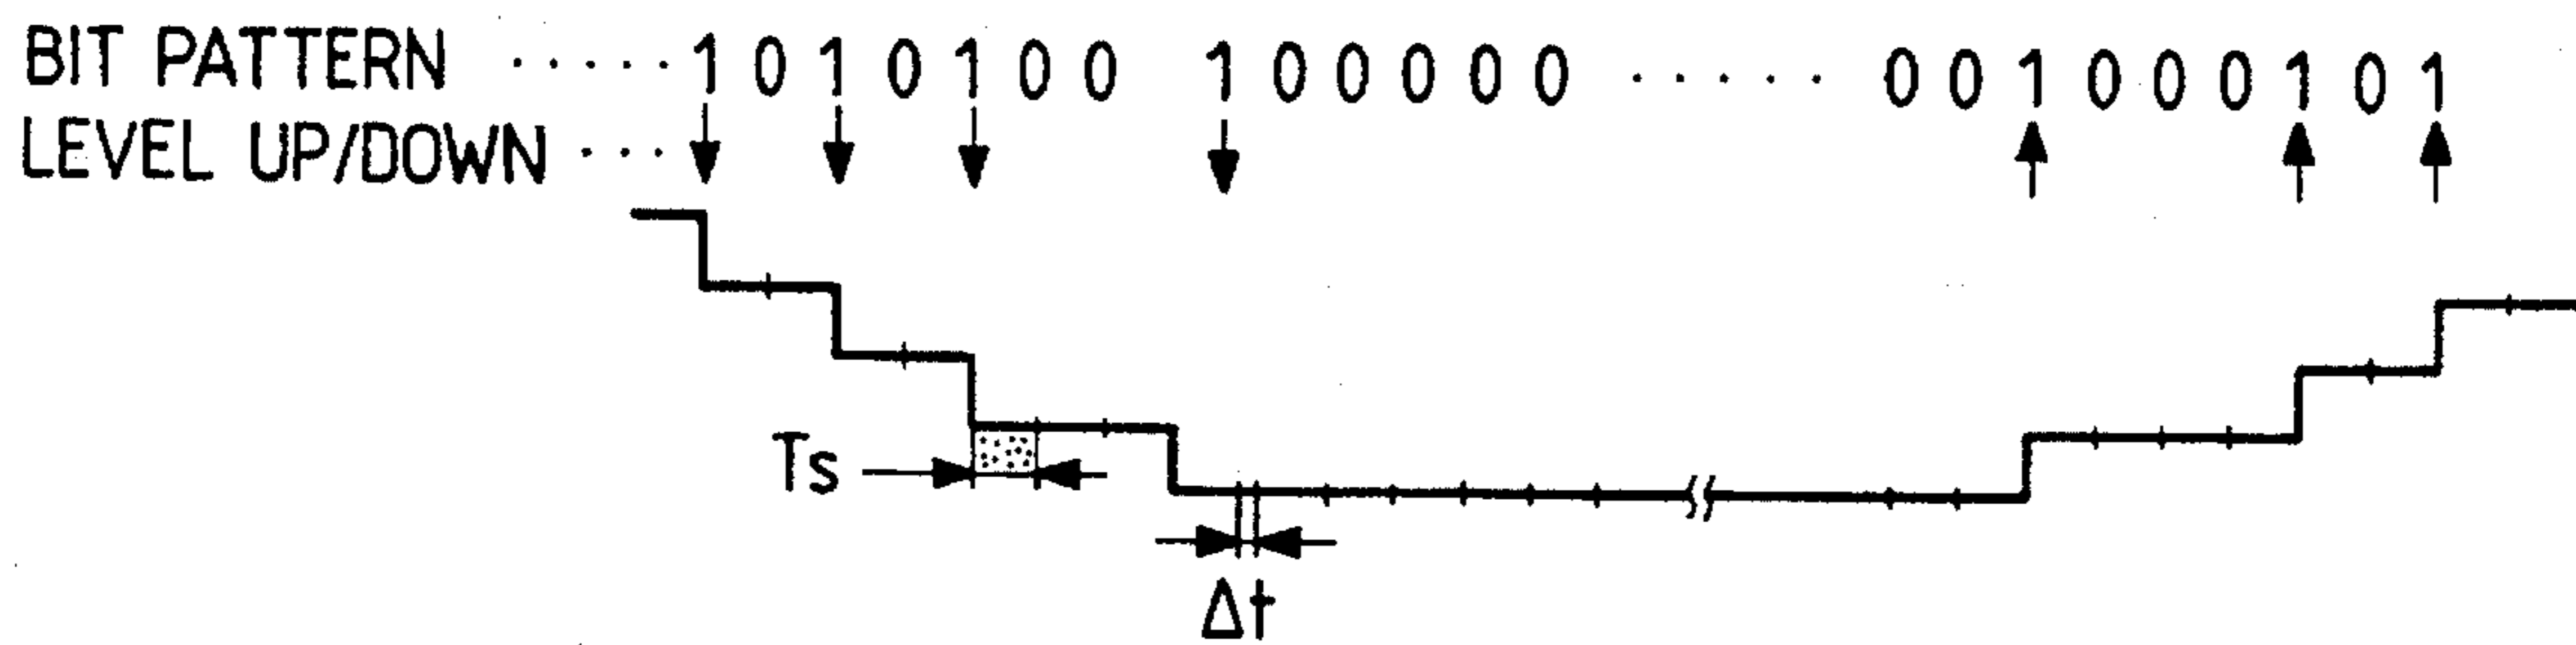 BIT PATTERN ····· 1 0 1 0 1 0 0 1 0 0 0 0 0 ····· 0 0 1 0 0 0 1 0 1
LEVEL UP/DOWN ···
Ts
Δt